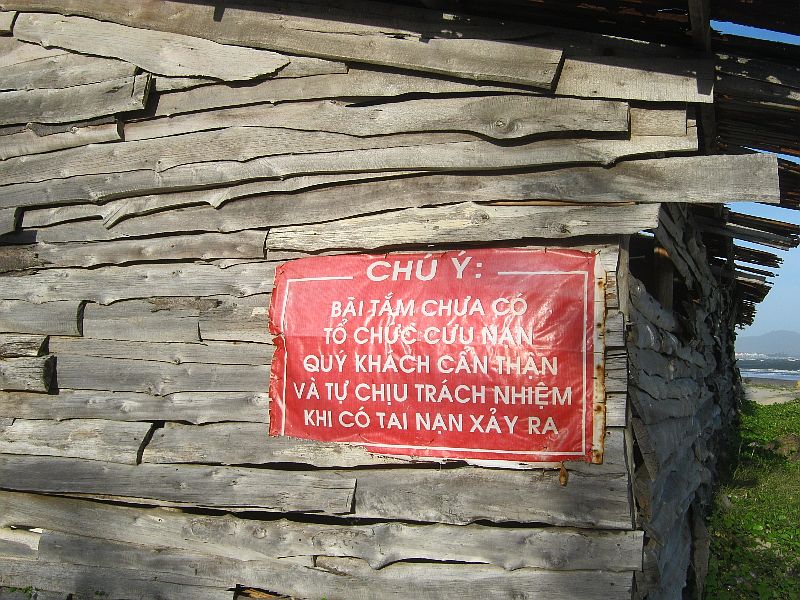 CHÚ Ý:
BÃI TẮM CHƯA CÓ
TỔ CHỨC CỨU NẠN
QUÝ KHÁCH CẨN THẬN
VÀ TỰ CHỊU TRÁCH NHIỆM
KHI CÓ TAI NẠN XẢY RA